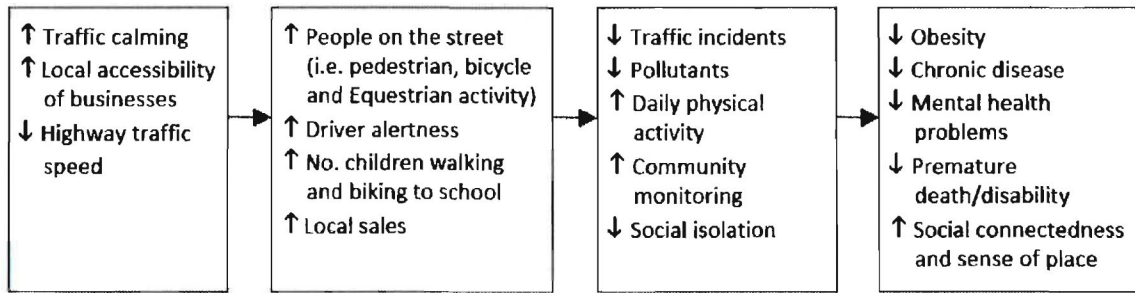 ↑ Traffic calming
↑ Local accessibility
of businesses
↓ Highway traffic
speed
↑ People on the street
(i.e. pedestrian, bicycle
and Equestrian activity)
↑ Driver alertness
↑ No. children walking
and biking to school
↑ Local sales
↓ Traffic incidents
↓ Pollutants
↑ Daily physical
activity
↑ Community
monitoring
↓ Social isolation
↓ Obesity
↓ Chronic disease
↓ Mental health
problems
↓ Premature
death/disability
↑ Social connectedness
and sense of place